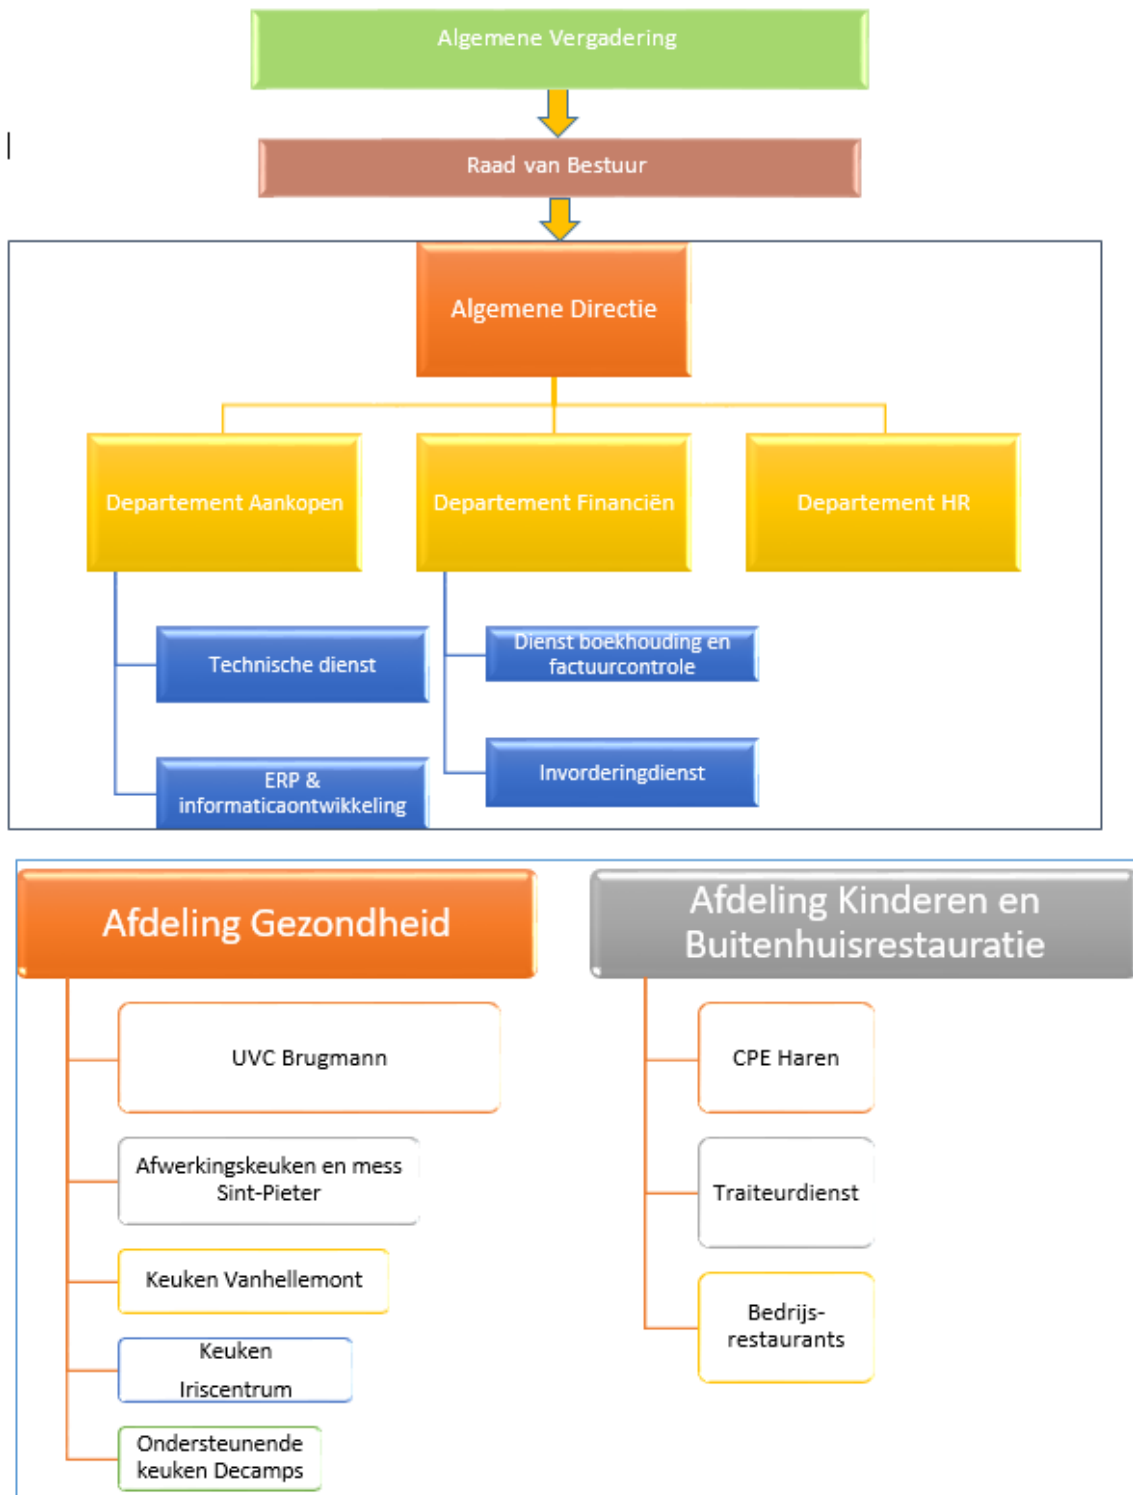 Algemene Vergadering
Raad van Bestuur
Algemene Directie
Departement Aankopen
Departement Financiën
Departement HR
Technische dienst
ERP &
informaticaontwikkeling
Dienst boekhouding en
factuurcontrole
Invorderingdienst
Afdeling Gezondheid
UVC Brugmann
Afwerkingskeuken en mess
Sint-Pieter
Keuken Vanhellemont
Keuken
Iriscentrum
Ondersteunende
keuken Decamps
Afdeling Kinderen en
Buitenhuisrestauratie
CPE Haren
Traiteurdienst
Bedrijs-
restaurants